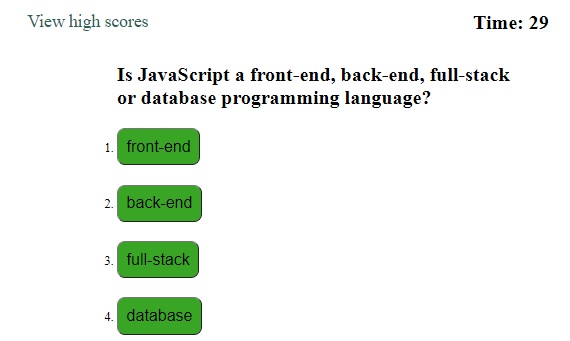 View high scores
Time: 29
Is JavaScript a front-end, back-end, full-stack
or database programming language?
1. front-end
2. back-end
3. full-stack
4. database